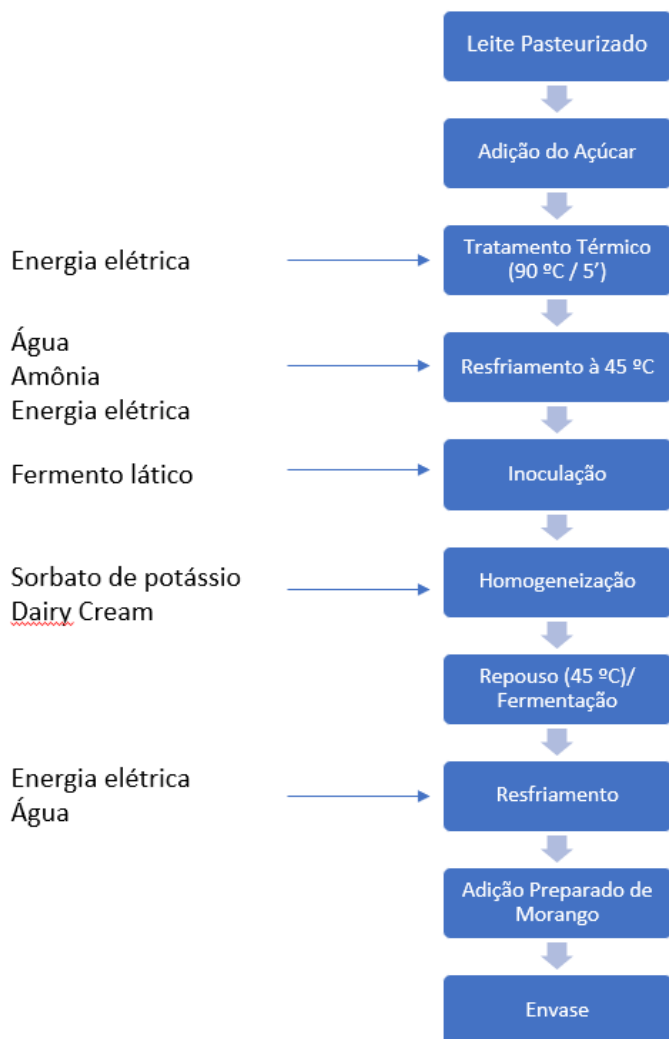 Leite Pasteurizado
Adição do Açúcar
Energia elétrica
Tratamento Térmico
(90 ºC / 5’)
Água
Amônia
Energia elétrica
Resfriamento à 45 ºC
Fermento lático
Inoculação
Sorbato de potássio
Dairy Cream
Homogeneização
Repouso (45 ºC)/
Fermentação
Energia elétrica
Água
Resfriamento
Adição Preparado de
Morango
Envase